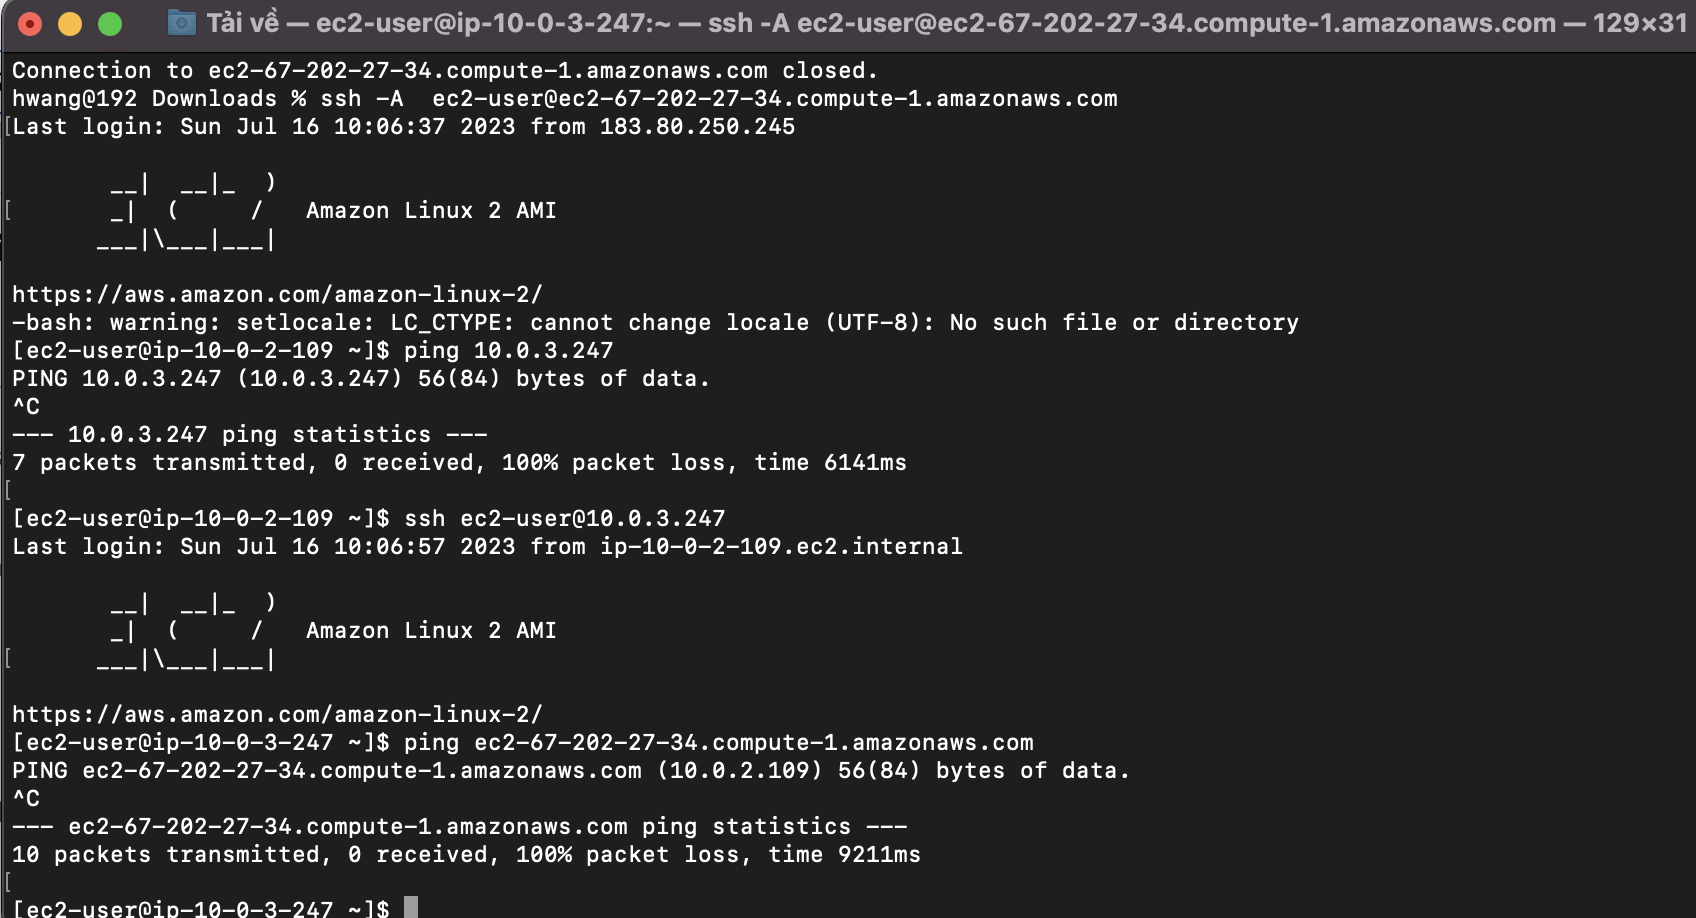 Tải về — ec2-user@ip-10-0-3-247:~ — ssh -A ec2-user@ec2-67-202-27-34.compute-1.amazonaws.com — 129×31
Connection to ec2-67-202-27-34.compute-1.amazonaws.com closed.
hwang@192 Downloads % ssh -A  ec2-user@ec2-67-202-27-34.compute-1.amazonaws.com
[Last login: Sun Jul 16 10:06:37 2023 from 183.80.250.245

       __|  __|_  )
[       _|  (     /   Amazon Linux 2 AMI
      ___|\___|___|

https://aws.amazon.com/amazon-linux-2/
-bash: warning: setlocale: LC_CTYPE: cannot change locale (UTF-8): No such file or directory
[ec2-user@ip-10-0-2-109 ~]$ ping 10.0.3.247
PING 10.0.3.247 (10.0.3.247) 56(84) bytes of data.
^C
--- 10.0.3.247 ping statistics ---
7 packets transmitted, 0 received, 100% packet loss, time 6141ms
[
[ec2-user@ip-10-0-2-109 ~]$ ssh ec2-user@10.0.3.247
Last login: Sun Jul 16 10:06:57 2023 from ip-10-0-2-109.ec2.internal

       __|  __|_  )
       _|  (     /   Amazon Linux 2 AMI
[      ___|\___|___|

https://aws.amazon.com/amazon-linux-2/
[ec2-user@ip-10-0-3-247 ~]$ ping ec2-67-202-27-34.compute-1.amazonaws.com
PING ec2-67-202-27-34.compute-1.amazonaws.com (10.0.2.109) 56(84) bytes of data.
^C
--- ec2-67-202-27-34.compute-1.amazonaws.com ping statistics ---
10 packets transmitted, 0 received, 100% packet loss, time 9211ms
[
[ec2-user@ip-10-0-3-247 ~]$